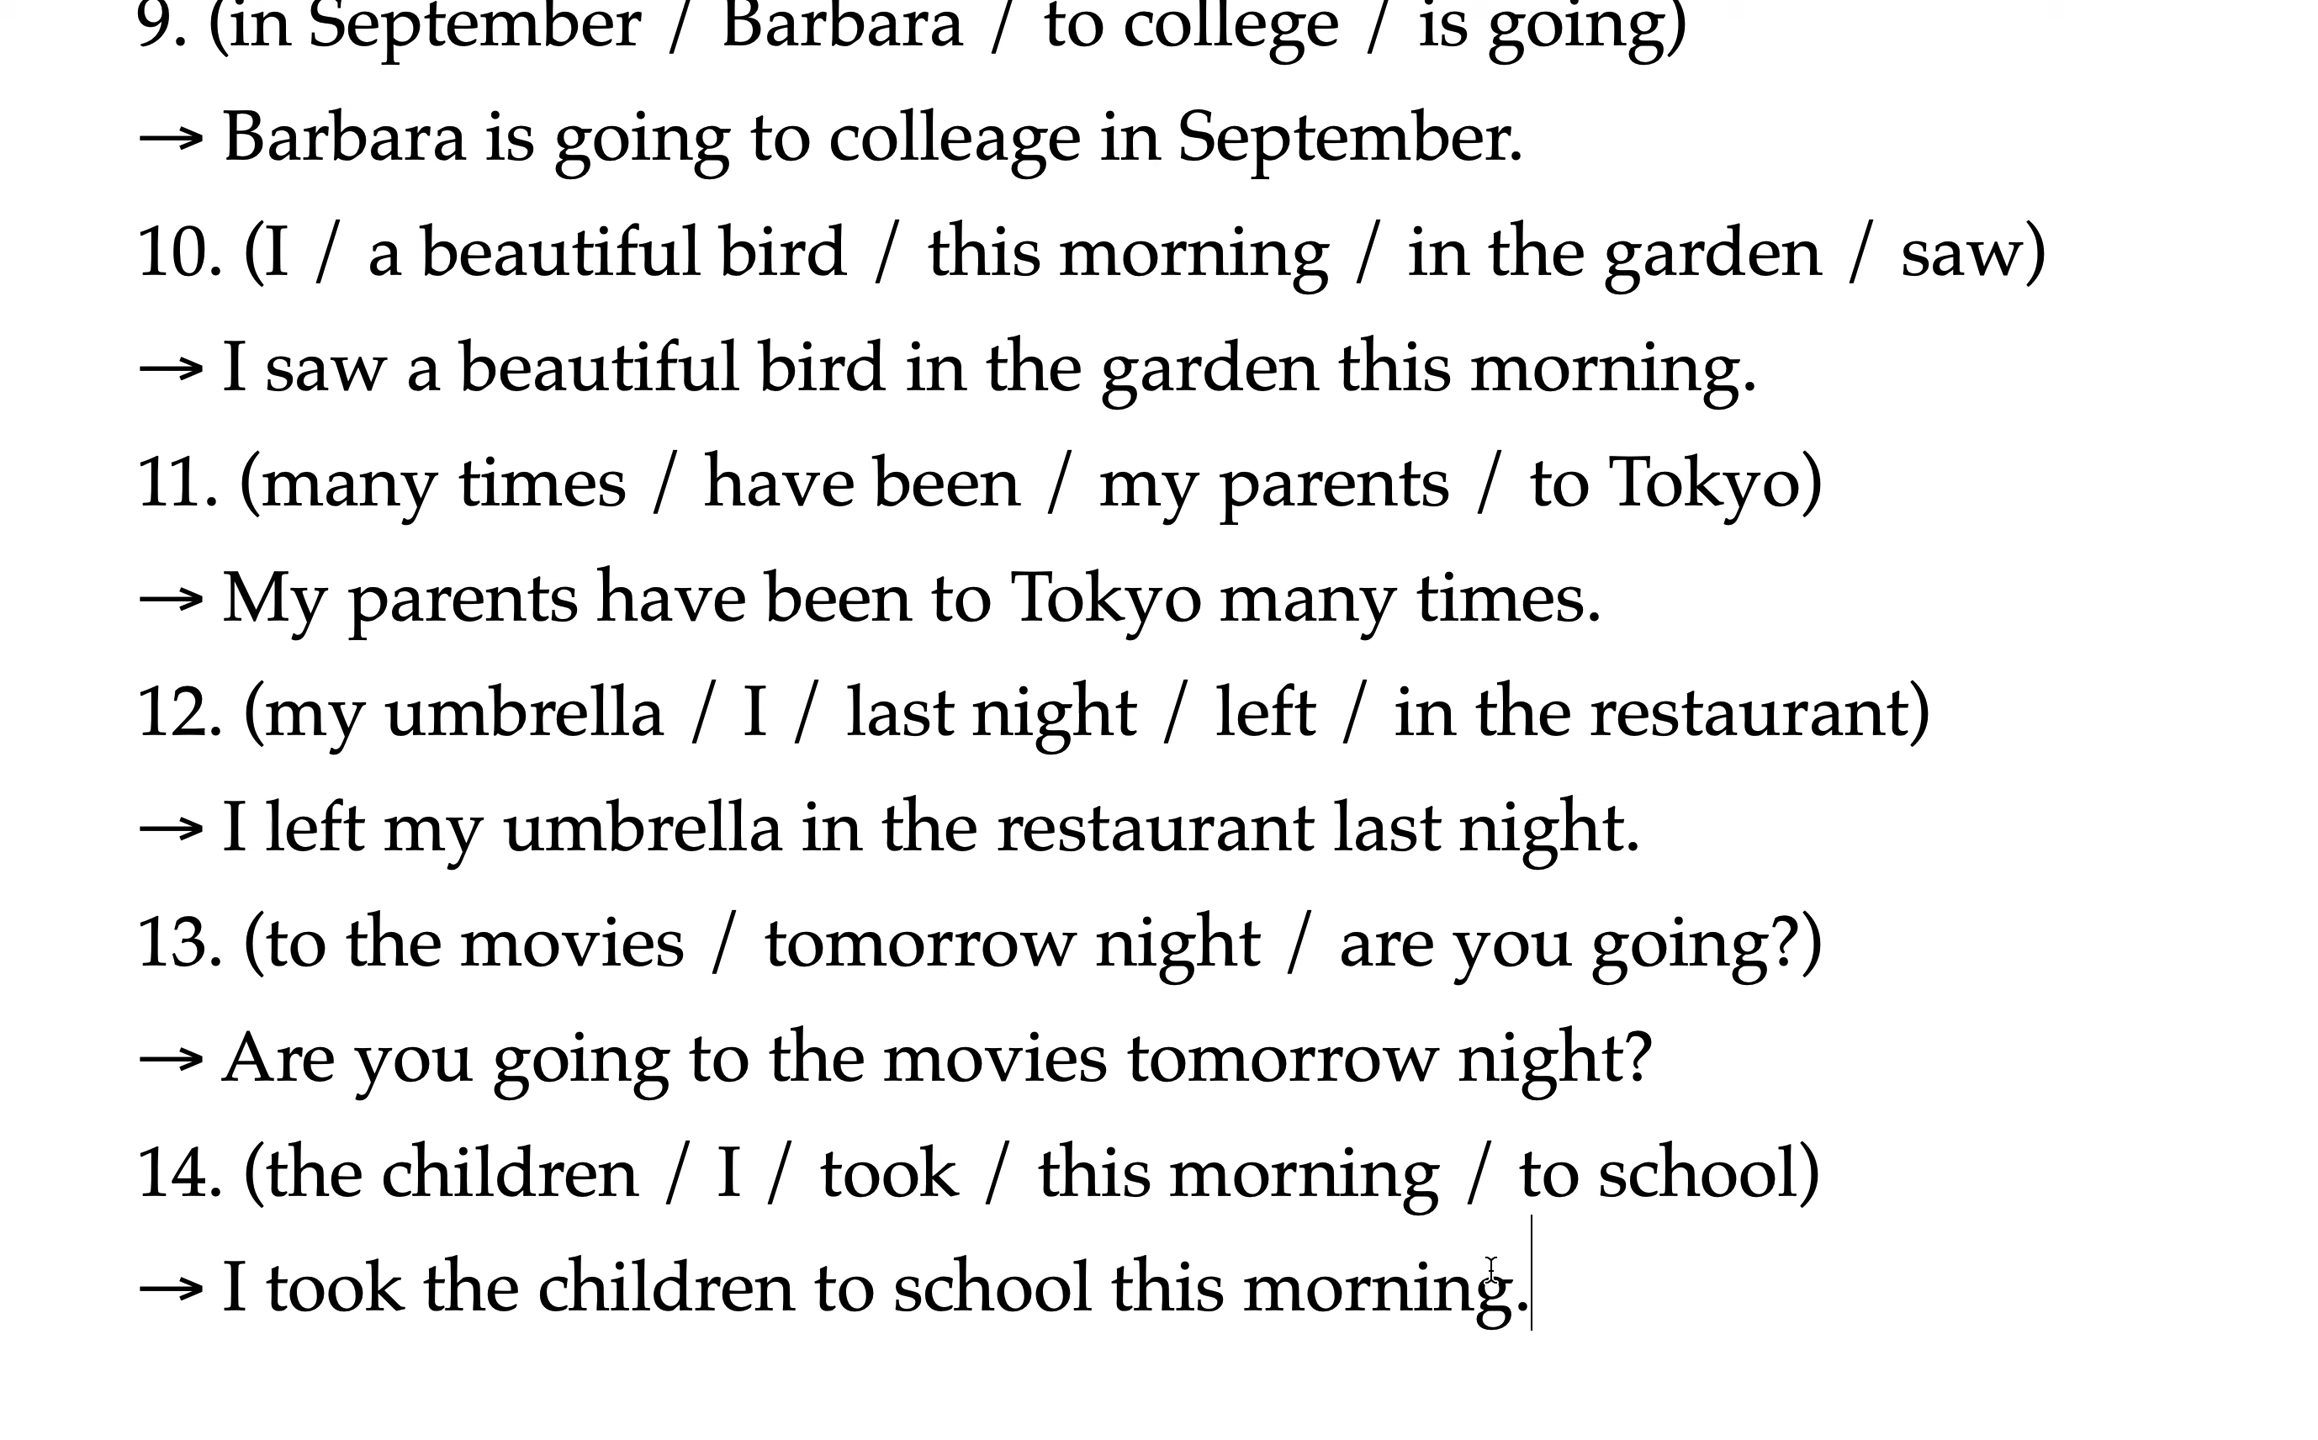 9. (in September / Barbara / to college / is going)
→ Barbara is going to colleage in September.
10. (I / a beautiful bird / this morning / in the garden / saw)
→ I saw a beautiful bird in the garden this morning.
11. (many times / have been / my parents / to Tokyo)
→ My parents have been to Tokyo many times.
12. (my umbrella / I / last night / left / in the restaurant)
→ I left my umbrella in the restaurant last night.
13. (to the movies / tomorrow night / are you going?)
→ Are you going to the movies tomorrow night?
14. (the children / I / took / this morning / to school)
→ I took the children to school this morning.